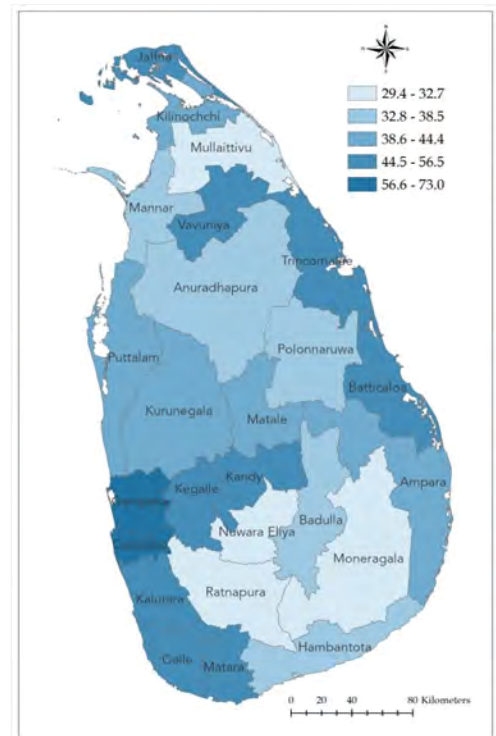 Jaffna
Kilinochchi
Mullaittivu
Mannar
Vavuniya
Trincomalee
Anuradhapura
Polonnaruwa
Puttalam
Batticaloa
Kurunegala
Matale
Kandy
Kegalle
Ampara
Nuwara Eliya
Badulla
Moneragala
Ratnapura
Kalutara
Hambantota
Galle
Matara
29.4 - 32.7
32.8 - 38.5
38.6 - 44.4
44.5 - 56.5
56.6 - 73.0
0 20 40 80 Kilometers